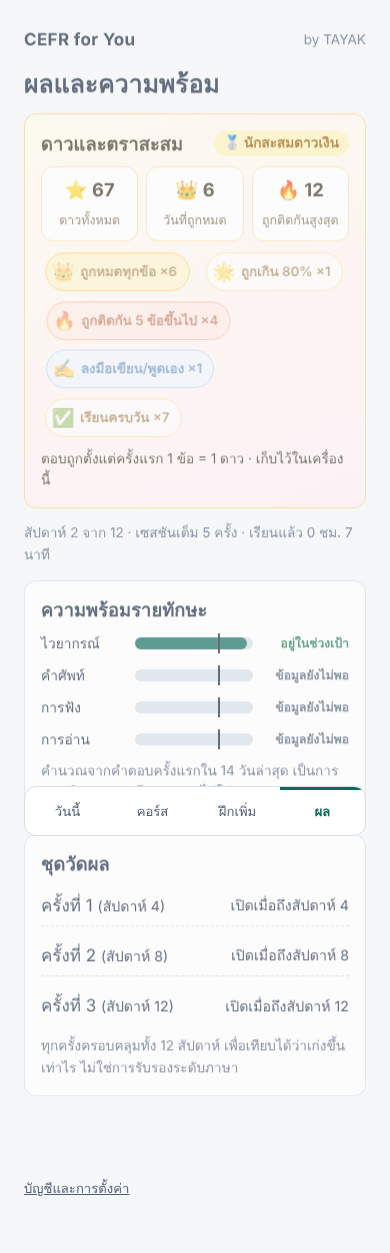 CEFR for You
by TAYAK
ผลและความพร้อม
ดาวและตราสะสม
🥈 นักสะสมดาวเงิน
⭐ 67
👑 6
🔥 12
ดาวทั้งหมด
วันที่ถูกหมด
ถูกติดกันสูงสุด
👑 ถูกหมดทุกข้อ ×6
🌟 ถูกเกิน 80% ×1
🔥 ถูกติดกัน 5 ข้อขึ้นไป ×4
✍️ ลงมือเขียน/พูดเอง ×1
✅ เรียนครบวัน ×7
ตอบถูกตั้งแต่ครั้งแรก 1 ข้อ = 1 ดาว · เก็บไว้ในเครื่อง
นี้
สัปดาห์ 2 จาก 12 · เซสชันเต็ม 5 ครั้ง · เรียนแล้ว 0 ชม. 7
นาที
ความพร้อมรายทักษะ
ไวยากรณ์
อยู่ในช่วงเป้า
คำศัพท์
ข้อมูลยังไม่พอ
การฟัง
ข้อมูลยังไม่พอ
การอ่าน
ข้อมูลยังไม่พอ
คำนวณจากคำตอบครั้งแรกใน 14 วันล่าสุด เป็นการ
วันนี้
คอร์ส
ฝึกเพิ่ม
ผล
ชุดวัดผล
ครั้งที่ 1 (สัปดาห์ 4)
เปิดเมื่อถึงสัปดาห์ 4
ครั้งที่ 2 (สัปดาห์ 8)
เปิดเมื่อถึงสัปดาห์ 8
ครั้งที่ 3 (สัปดาห์ 12)
เปิดเมื่อถึงสัปดาห์ 12
ทุกครั้งครอบคลุมทั้ง 12 สัปดาห์ เพื่อเทียบได้ว่าเก่งขึ้น
เท่าไร ไม่ใช่การรับรองระดับภาษา
บัญชีและการตั้งค่า